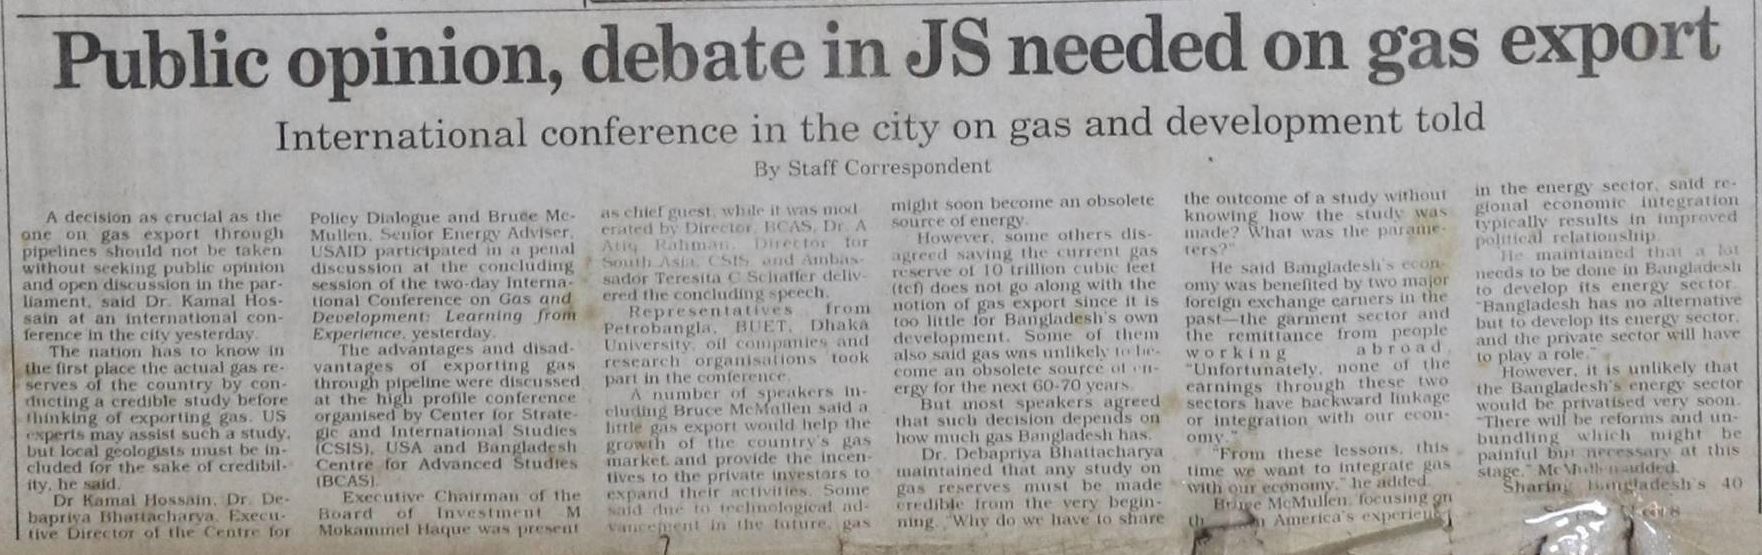 Public opinion, debate in JS needed on gas export
International conference in the city on gas and development told
By Staff Correspondent
A decision as crucial as the
one on gas export through
pipelines should not be taken
without seeking public opinion
and open discussion in the par-
liament, said Dr. Kamal Hos-
sain at an international con-
ference in the city yesterday.
The nation has to know in
the first place the actual gas re-
serves of the country by con-
ducting a credible study before
thinking of exporting gas. US
experts may assist such a study,
but local geologists must be in-
cluded for the sake of credibil-
ity, he said.
Dr Kamal Hossain, Dr. De-
bapriya Bhattacharya, Execu-
tive Director of the Centre for
Policy Dialogue and Bruce Mc-
Mullen, Senior Energy Adviser,
USAID participated in a penal
discussion at the concluding
session of the two-day Interna-
tional Conference on Gas and
Development: Learning from
Experience, yesterday.
The advantages and disad-
vantages of exporting gas
through pipeline were discussed
at the high profile conference
organised by Center for Strate-
gic and International Studies
(CSIS), USA and Bangladesh
Centre for Advanced Studies
(BCAS).
Executive Chairman of the
Board of Investment M
Mokammel Haque was present
as chief guest, while it was mod
erated by Director, BCAS, Dr. A
Atiq Rahman. Director for
South Asia, CSIS, and Ambas-
sador Teresita C Schaffer deliv-
ered the concluding speech.
Representatives from
Petrobangla, BUET, Dhaka
University, oil companies and
research organisations took
part in the conference.
A number of speakers in-
cluding Bruce McMullen said a
little gas export would help the
growth of the country's gas
market and provide the incen-
tives to the private investors to
expand their activities. Some
said due to technological ad-
vancement in the future, gas
might soon become an obsolete
source of energy.
However, some others dis-
agreed saying the current gas
reserve of 10 trillion cubic feet
(tcf) does not go along with the
notion of gas export since it is
too little for Bangladesh's own
development. Some of them
also said gas was unlikely to be-
come an obsolete source of en-
ergy for the next 60-70 years.
But most speakers agreed
that such decision depends on
how much gas Bangladesh has.
Dr. Debapriya Bhattacharya
maintained that any study on
gas reserves must be made
credible from the very begin-
ning. "Why do we have to share
the outcome of a study without
knowing how the study was
made? What was the parame-
ters?"
He said Bangladesh's econ-
omy was benefited by two major
foreign exchange earners in the
past—the garment sector and
the remittance from people
working abroad.
"Unfortunately, none of the
earnings through these two
sectors have backward linkage
or integration with our econ-
omy."
"From these lessons, this
time we want to integrate gas
with our economy," he added.
Bruce McMullen, focusing on
America's experience
in the energy sector, said re-
gional economic integration
typically results in improved
political relationship.
He maintained that a lot
needs to be done in Bangladesh
to develop its energy sector.
"Bangladesh has no alternative
but to develop its energy sector,
and the private sector will have
to play a role."
However, it is unlikely that
the Bangladesh's energy sector
would be privatised very soon.
"There will be reforms and un-
bundling which might be
painful but necessary at this
stage," McMullen added.
Sharing Bangladesh's 40